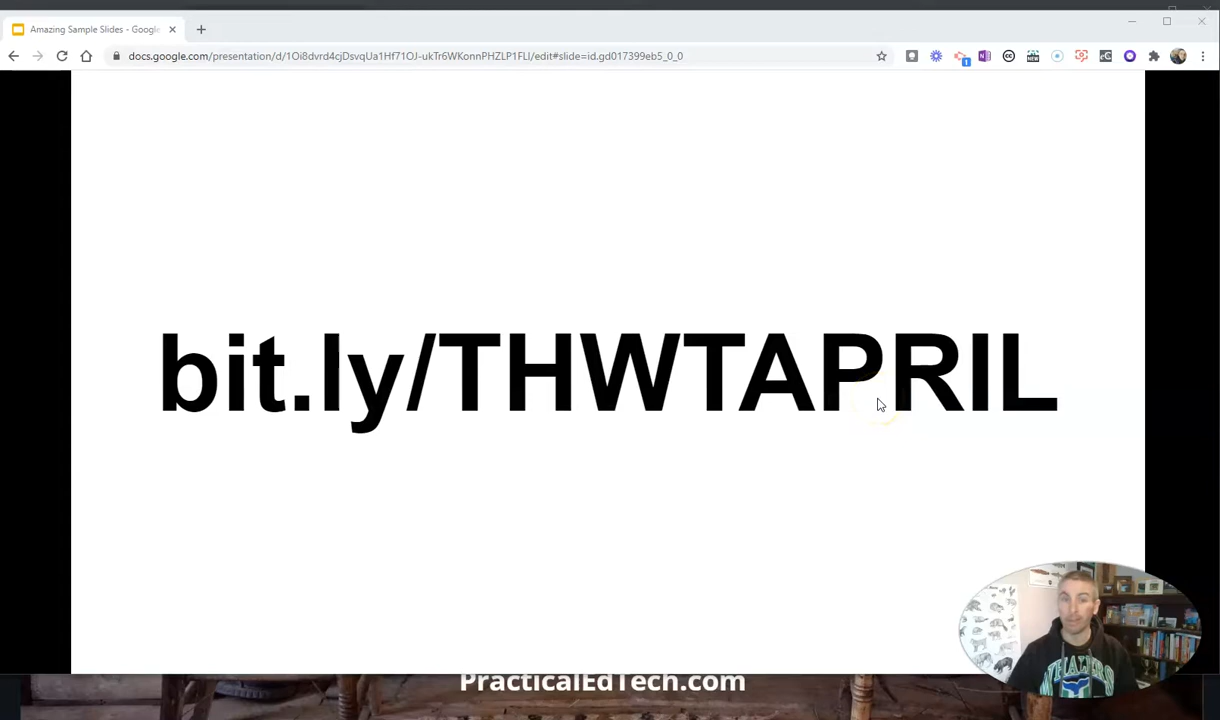 Amazing Sample Slides - Google
docs.google.com/presentation/d/1Oi8dvrd4cjDsvqUa1Hf71OJ-ukTr6WKonnPHZLP1FLI/edit#slide=id.gd017399eb5_0_0
bit.ly/THWTAPRIL
WHALERS
PracticalEdTech.com